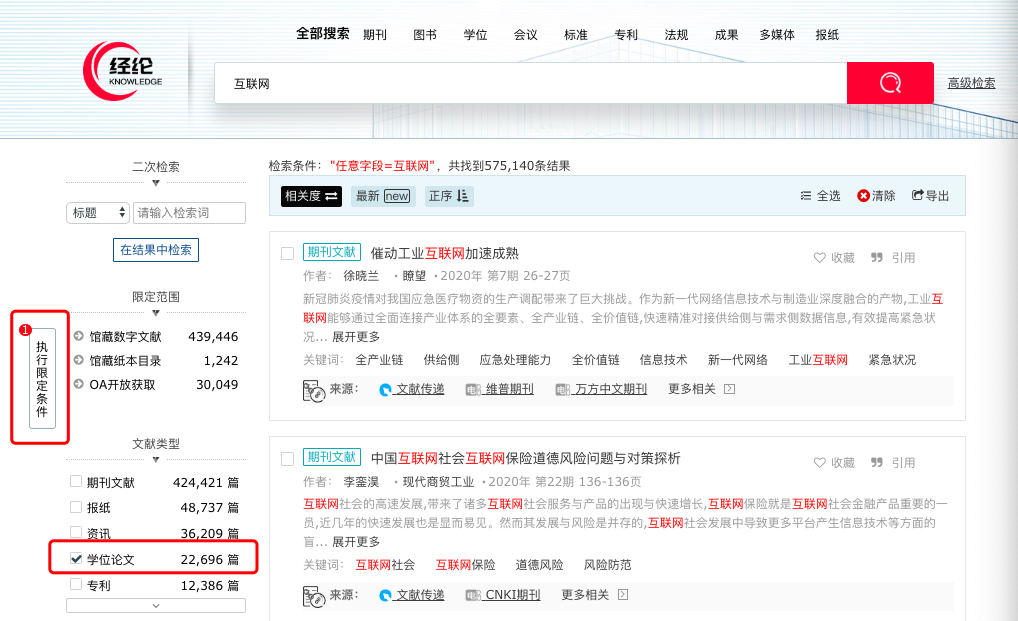 全部搜索 期刊 图书 学位 会议 标准 专利 法规 成果 多媒体 报纸
经纶
KNOWLEDGE
互联网
高级检索
二次检索
标题 请输入检索词
在结果中检索
限定范围
馆藏数字文献 439,446
馆藏纸本目录 1,242
OA开放获取 30,049
1
执行限定条件
文献类型
期刊文献 424,421 篇
报纸 48,737 篇
资讯 36,209 篇
学位论文 22,696 篇
专利 12,386 篇
检索条件："任意字段=互联网"，共找到575,140条结果
相关度 最新 new 正序 全选 清除 导出
期刊文献 催动工业互联网加速成熟 收藏 引用
作者： 徐晓兰 ·瞭望 ·2020年 第7期 26-27页
新冠肺炎疫情对我国应急医疗物资的生产调配带来了巨大挑战。作为新一代网络信息技术与制造业深度融合的产物,工业互
联网能够通过全面连接产业体系的全要素、全产业链、全价值链,快速精准对接供给侧与需求侧数据信息,有效提高紧急状
况... 展开更多
关键词： 全产业链 供给侧 应急处理能力 全价值链 信息技术 新一代网络 工业互联网 紧急状况
来源： 文献传递 维普期刊 万方中文期刊 更多相关
期刊文献 中国互联网社会互联网保险道德风险问题与对策探析 收藏 引用
作者： 李銮淏 ·现代商贸工业 ·2020年 第22期 136-136页
互联网社会的高速发展,带来了诸多互联网社会服务与产品的出现与快速增长,互联网保险就是互联网社会金融产品重要的一
员,近几年的快速发展也是显而易见。然而其发展与风险是并存的,互联网社会发展中导致更多平台产生信息技术等方面的
盲... 展开更多
关键词： 互联网社会 互联网保险 道德风险 风险防范
来源： 文献传递 CNKI期刊 更多相关